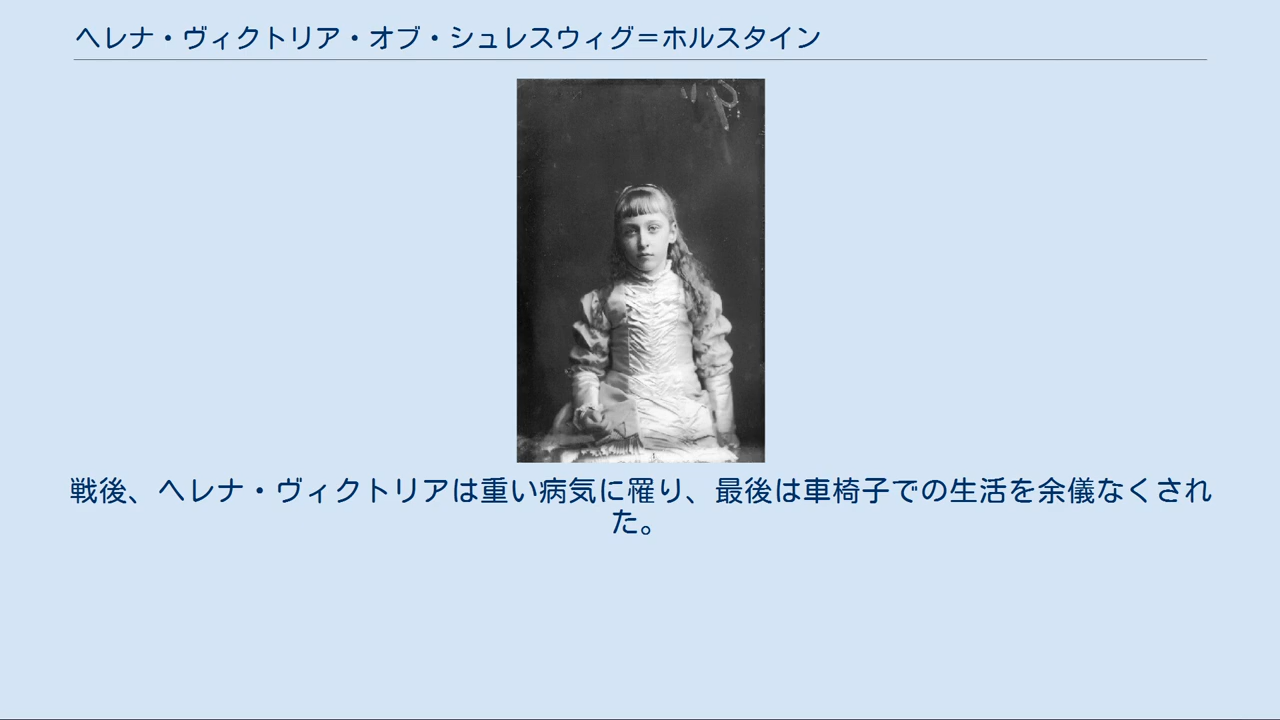 ヘレナ・ヴィクトリア・オブ・シュレスウィグ＝ホルスタイン
戦後、ヘレナ・ヴィクトリアは重い病気に罹り、最後は車椅子での生活を余儀なくされ
た。